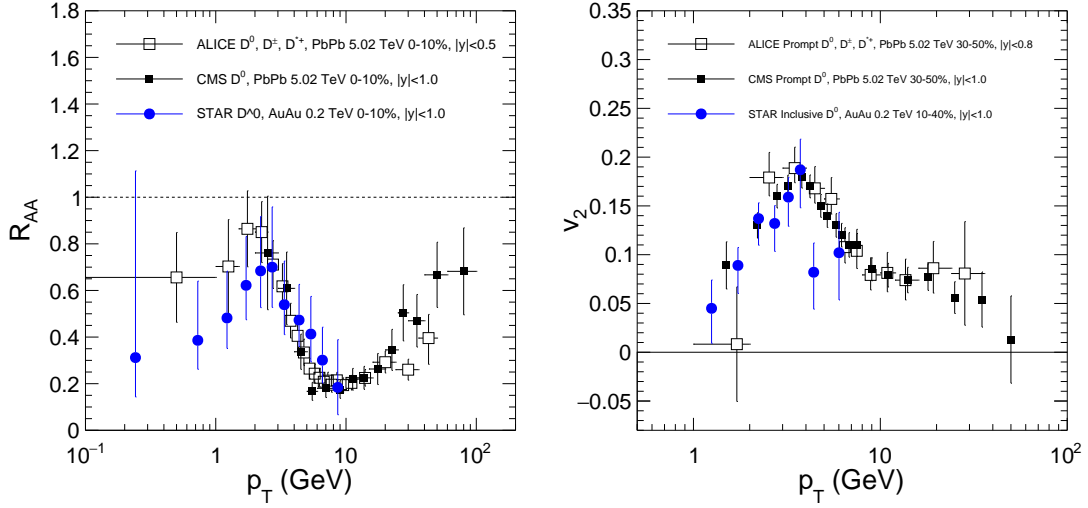 ALICE D⁰, D±, D*⁺, PbPb 5.02 TeV 0-10%, |y|<0.5
CMS D⁰, PbPb 5.02 TeV 0-10%, |y|<1.0
STAR D^0, AuAu 0.2 TeV 0-10%, |y|<1.0
R_AA
1.8
1.6
1.4
1.2
1
0.8
0.6
0.4
0.2
0
10⁻¹
1
10
10²
p_T (GeV)
ALICE Prompt D⁰, D±, D*⁺, PbPb 5.02 TeV 30-50%, |y|<0.8
CMS Prompt D⁰, PbPb 5.02 TeV 30-50%, |y|<1.0
STAR Inclusive D⁰, AuAu 0.2 TeV 10-40%, |y|<1.0
v₂
0.35
0.3
0.25
0.2
0.15
0.1
0.05
0
−0.05
1
10
10²
p_T (GeV)